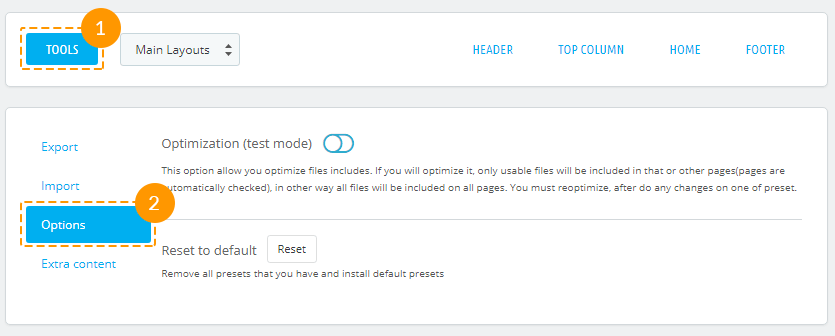 1
TOOLS Main Layouts HEADER TOP COLUMN HOME FOOTER
Export
Import
2
Options
Extra content
Optimization (test mode)
This option allow you optimize files includes. If you will optimize it, only usable files will be included in that or other pages(pages are
automatically checked), in other way all files will be included on all pages. You must reoptimize, after do any changes on one of preset.
Reset to default Reset
Remove all presets that you have and install default presets